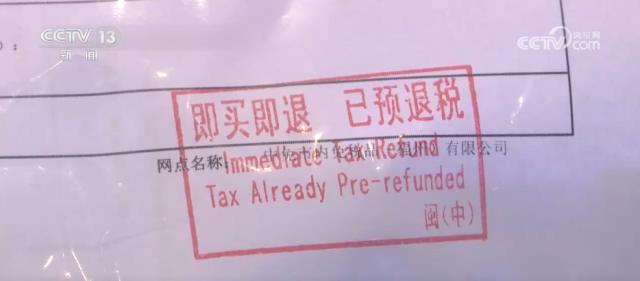 CCTV 13
新闻
CCTV.com
央视网
即买即退 已预退税
网点名称：
有限公司
Immediate Tax Refund
Tax Already Pre-refunded
闽(中)